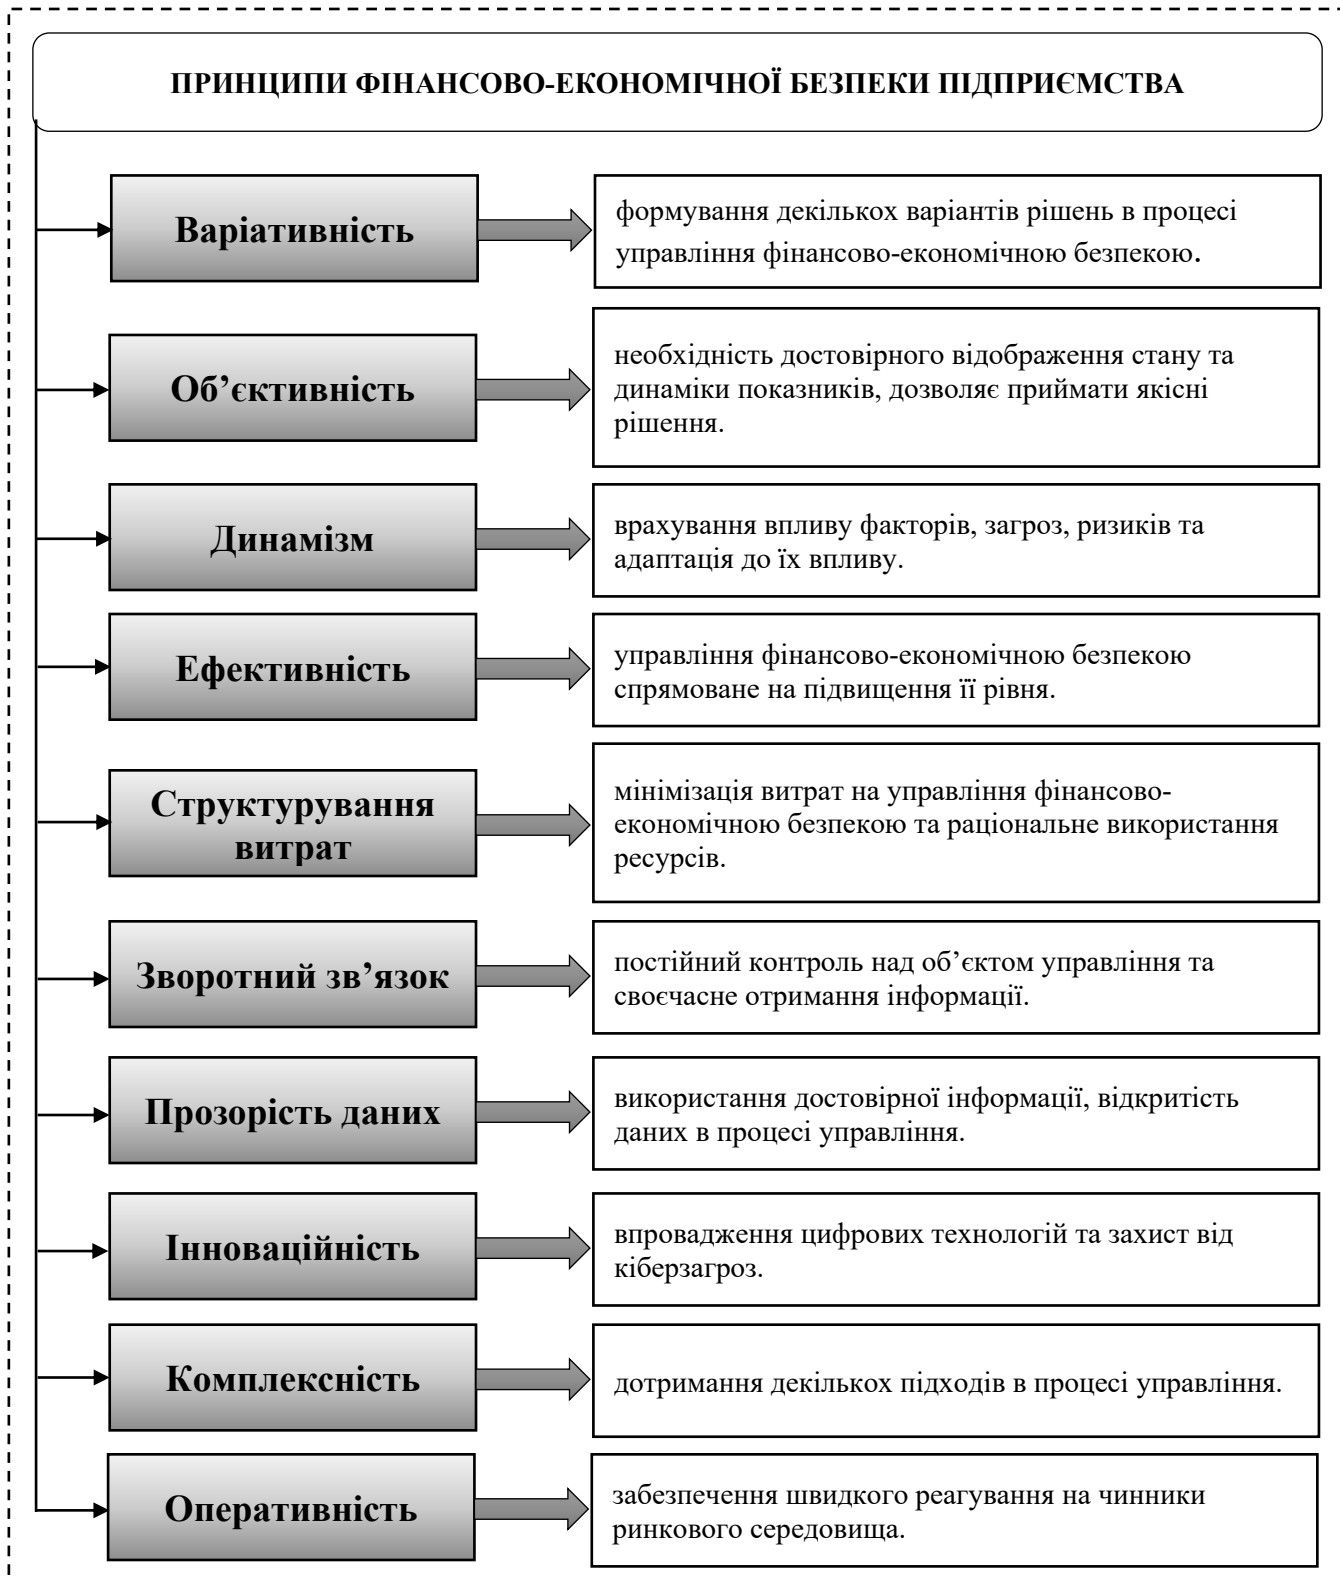 ПРИНЦИПИ ФІНАНСОВО-ЕКОНОМІЧНОЇ БЕЗПЕКИ ПІДПРИЄМСТВА
Варіативність
формування декількох варіантів рішень в процесі
управління фінансово-економічною безпекою.
Об’єктивність
необхідність достовірного відображення стану та
динаміки показників, дозволяє приймати якісні
рішення.
Динамізм
врахування впливу факторів, загроз, ризиків та
адаптація до їх впливу.
Ефективність
управління фінансово-економічною безпекою
спрямоване на підвищення її рівня.
Структурування
витрат
мінімізація витрат на управління фінансово-
економічною безпекою та раціональне використання
ресурсів.
Зворотний зв’язок
постійний контроль над об’єктом управління та
своєчасне отримання інформації.
Прозорість даних
використання достовірної інформації, відкритість
даних в процесі управління.
Інноваційність
впровадження цифрових технологій та захист від
кіберзагроз.
Комплексність
дотримання декількох підходів в процесі управління.
Оперативність
забезпечення швидкого реагування на чинники
ринкового середовища.